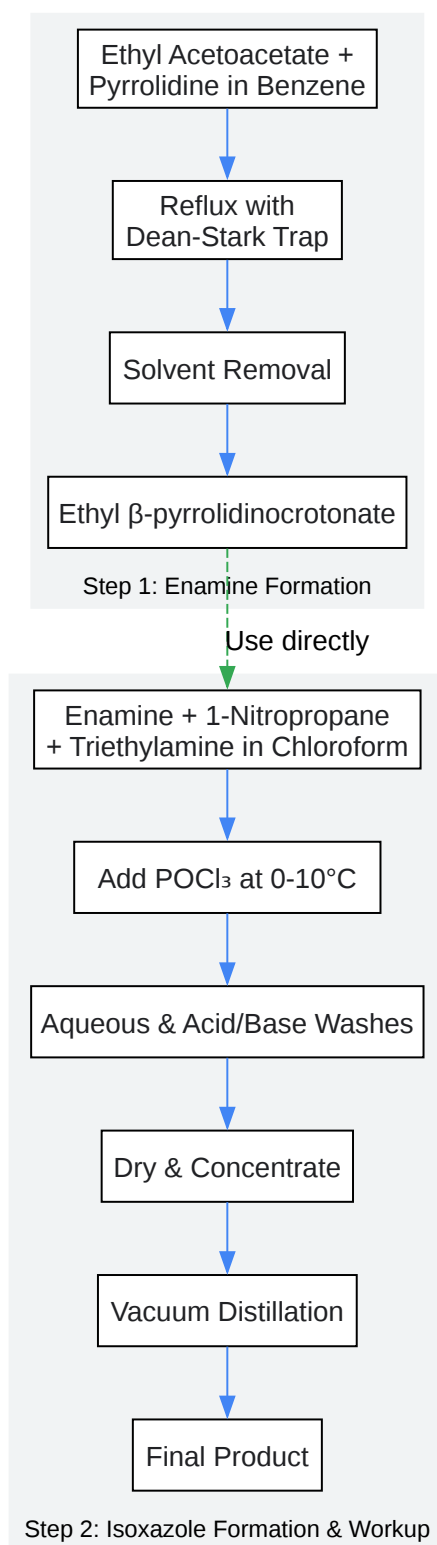 Ethyl Acetoacetate +
Pyrrolidine in Benzene
Reflux with
Dean-Stark Trap
Solvent Removal
Ethyl β-pyrrolidinocrotonate
Step 1: Enamine Formation
Use directly
Enamine + 1-Nitropropane
+ Triethylamine in Chloroform
Add POCl₃ at 0-10°C
Aqueous & Acid/Base Washes
Dry & Concentrate
Vacuum Distillation
Final Product
Step 2: Isoxazole Formation & Workup